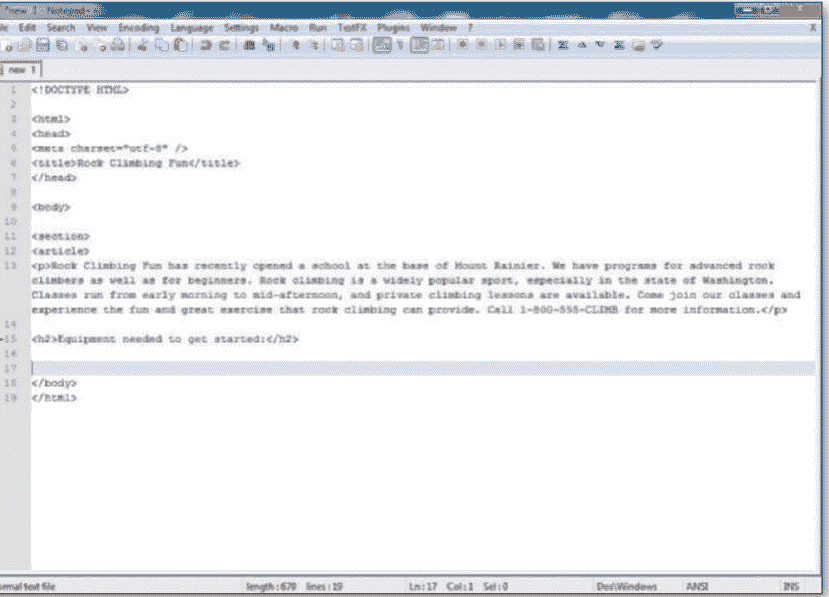 *new 1 - Notepad++
Edit Search View Encoding Language Settings Macro Run TextFX Plugins Window ?
X
new 1
1 <!DOCTYPE HTML>
2
3 <html>
4 <head>
5 <meta charset="utf-8" />
6 <title>Rock Climbing Fun</title>
7 </head>
8
9 <body>
10
11 <section>
12 <article>
13 <p>Rock Climbing Fun has recently opened a school at the base of Mount Rainier. We have programs for advanced rock
climbers as well as for beginners. Rock climbing is a widely popular sport, especially in the state of Washington.
Classes run from early morning to mid-afternoon, and private climbing lessons are available. Come join our classes and
experience the fun and great exercise that rock climbing can provide. Call 1-800-555-CLIMB for more information.</p>
14
15 <h2>Equipment needed to get started:</h2>
16
17
18 </body>
19 </html>
text file length : 670 lines : 19 Ln : 17 Col : 1 Sel : 0 Dos\Windows ANSI INS